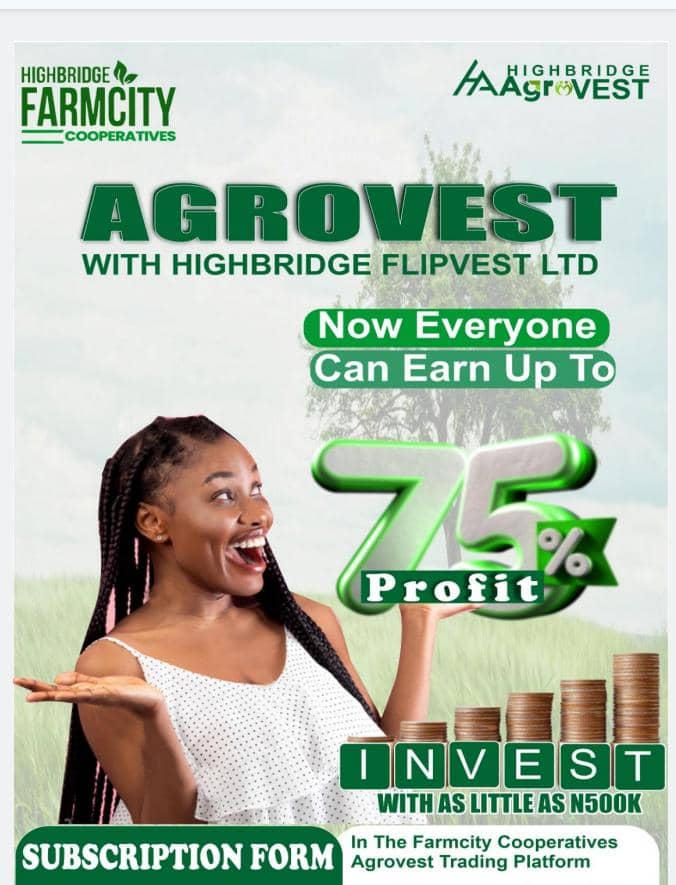 HIGHBRIDGE
FARMCITY
COOPERATIVES
HIGHBRIDGE
AgroVEST
AGROVEST
WITH HIGHBRIDGE FLIPVEST LTD
Now Everyone
Can Earn Up To
75%
Profit
INVEST
WITH AS LITTLE AS N500K
SUBSCRIPTION FORM
In The Farmcity Cooperatives
Agrovest Trading Platform